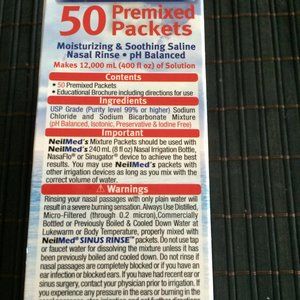 50 Premixed
Packets
Moisturizing & Soothing Saline
Nasal Rinse • pH Balanced
Makes 12,000 mL (400 fl oz) of Solution
Contents
• 50 Premixed Packets
• Educational Brochure including directions for use
Ingredients
USP Grade (Purity level 99% or higher) Sodium
Chloride and Sodium Bicarbonate Mixture
(pH Balanced, Isotonic, Preservative & Iodine Free)
Important
NeilMed's Mixture Packets should be used with
NeilMed's 240 mL (8 fl oz) Nasal Irrigation Bottle,
NasaFlo® or Sinugator® device to achieve the best
results. You may use NeilMed's packets with
other irrigation devices as long as you mix with the
correct volume of water.
⚠ Warnings
Rinsing your nasal passages with only plain water will
result in a severe burning sensation. Always Use Distilled,
Micro-Filtered (through 0.2 micron), Commercially
Bottled or Previously Boiled & Cooled Down Water at
Lukewarm or Body Temperature, properly mixed with
NeilMed® SINUS RINSE™ packets. Do not use tap
or faucet water for dissolving the mixture unless it has
been previously boiled and cooled down. Do not rinse if
nasal passages are completely blocked or if you have an
ear infection or blocked ears. If you have had recent ear or
sinus surgery, contact your physician prior to irrigation. If
you experience any pressure in the ears or burning in the